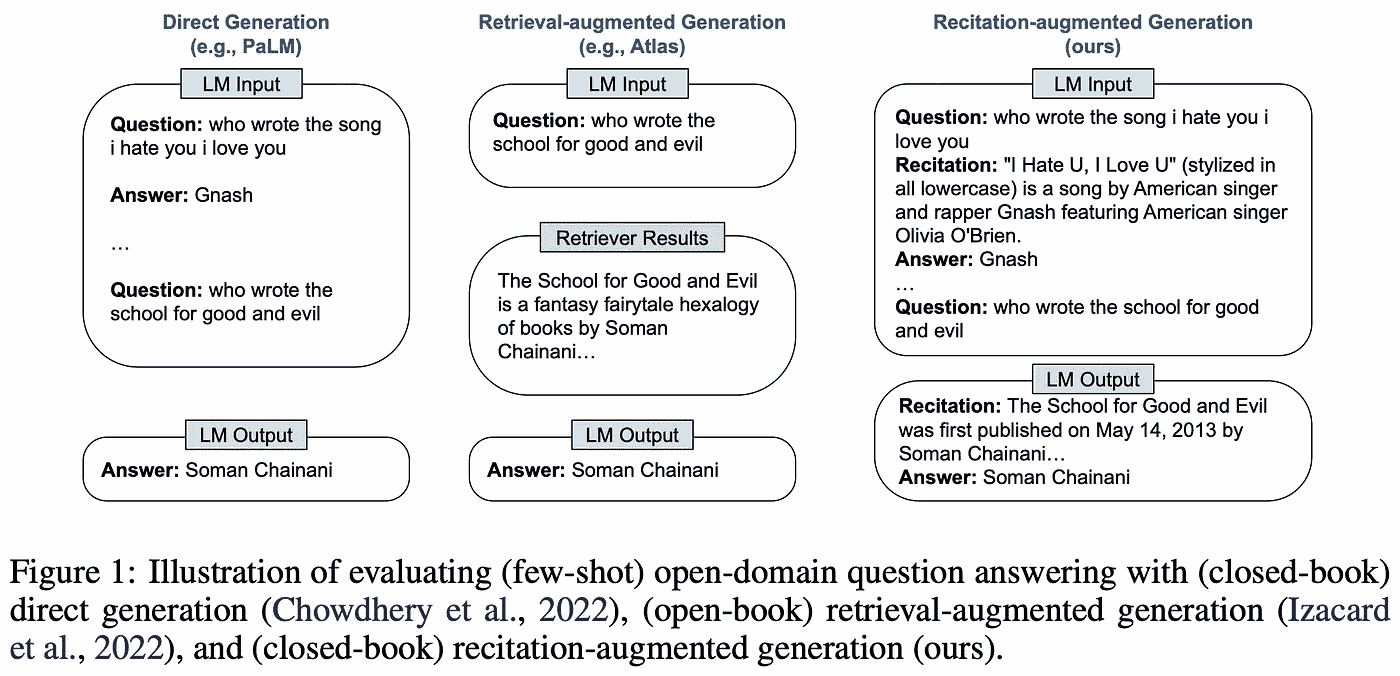 Direct Generation
(e.g., PaLM)
LM Input
Question: who wrote the song
i hate you i love you
Answer: Gnash
...
Question: who wrote the
school for good and evil
LM Output
Answer: Soman Chainani
Retrieval-augmented Generation
(e.g., Atlas)
LM Input
Question: who wrote the
school for good and evil
Retriever Results
The School for Good and Evil
is a fantasy fairytale hexalogy
of books by Soman
Chainani…
LM Output
Answer: Soman Chainani
Recitation-augmented Generation
(ours)
LM Input
Question: who wrote the song i hate you i
love you
Recitation: "I Hate U, I Love U" (stylized in
all lowercase) is a song by American singer
and rapper Gnash featuring American singer
Olivia O'Brien.
Answer: Gnash
...
Question: who wrote the school for good
and evil
LM Output
Recitation: The School for Good and Evil
was first published on May 14, 2013 by
Soman Chainani…
Answer: Soman Chainani
Figure 1: Illustration of evaluating (few-shot) open-domain question answering with (closed-book)
direct generation (Chowdhery et al., 2022), (open-book) retrieval-augmented generation (Izacard
et al., 2022), and (closed-book) recitation-augmented generation (ours).